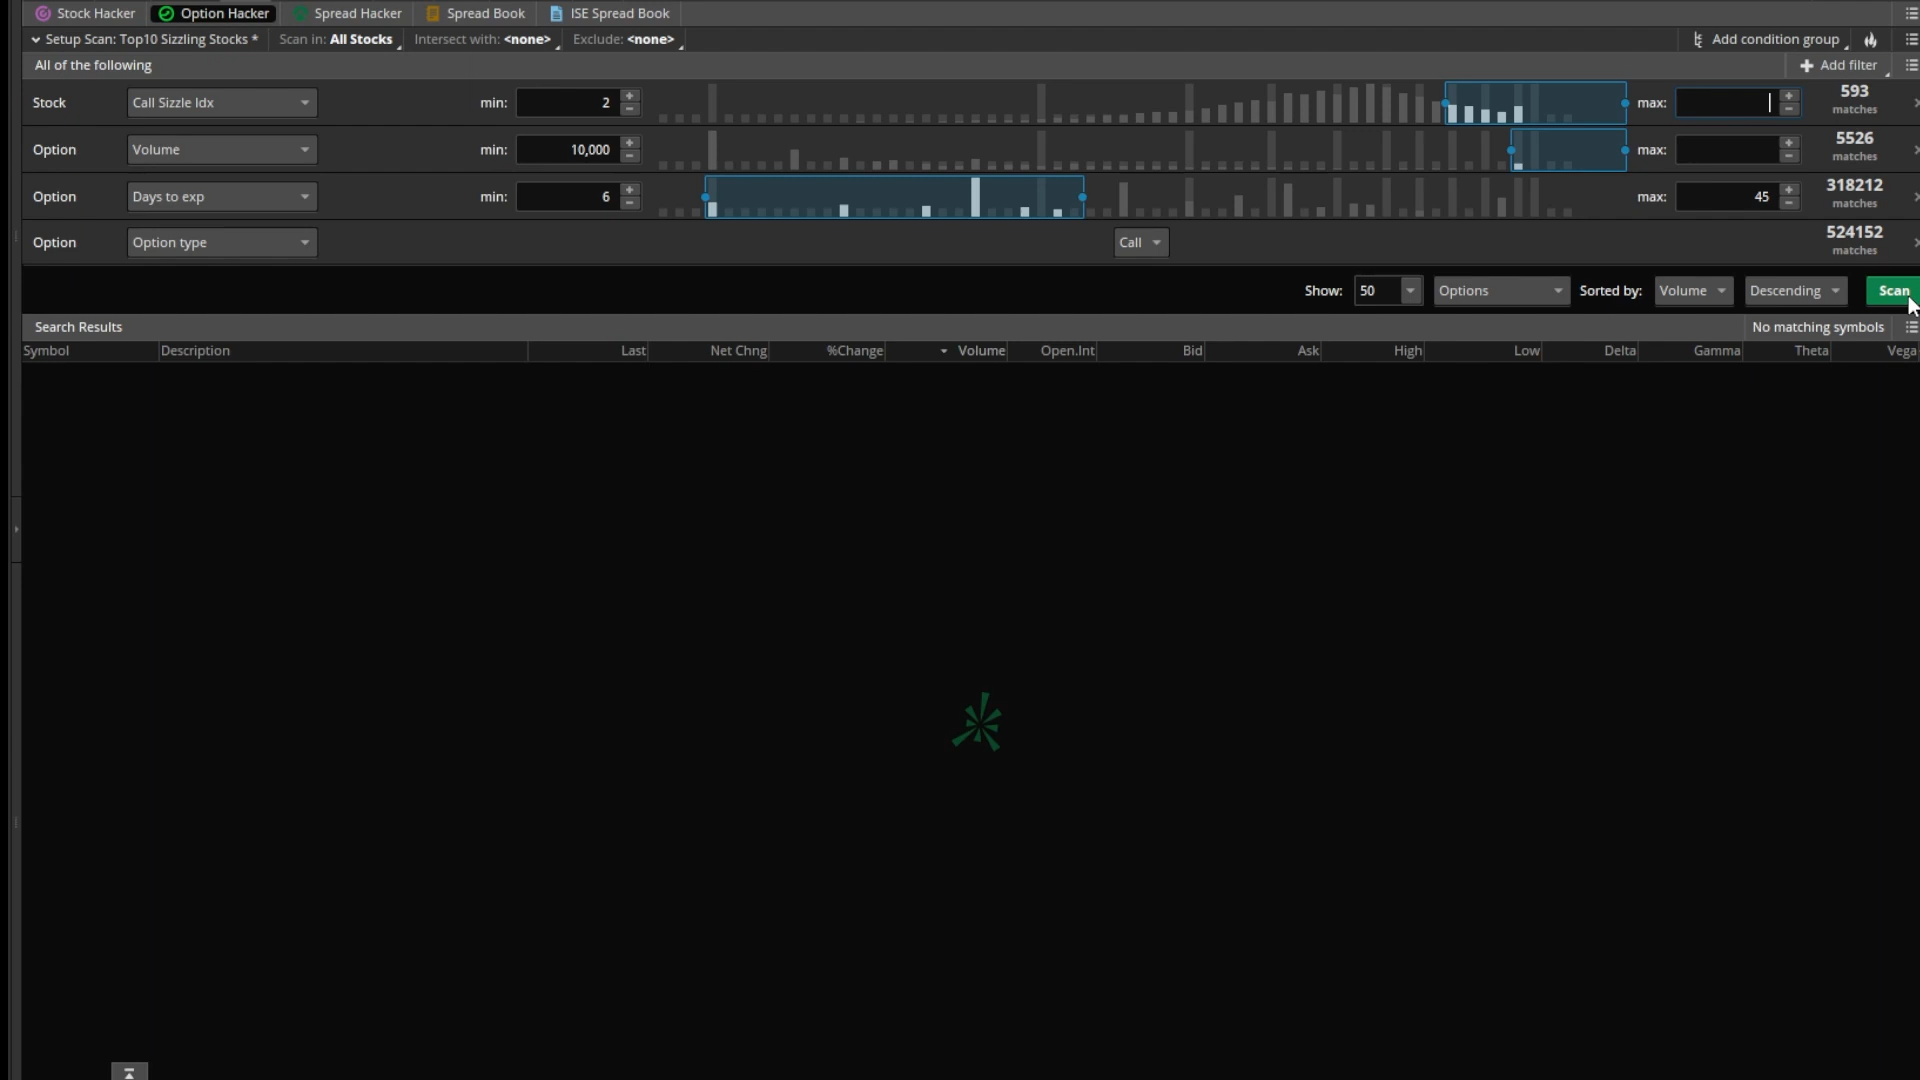 Stock Hacker Option Hacker Spread Hacker Spread Book ISE Spread Book
Setup Scan: Top10 Sizzling Stocks * Scan in: All Stocks Intersect with: <none> Exclude: <none> Add condition group
All of the following Add filter
Stock Call Sizzle Idx min: 2 max: 593 matches
Option Volume min: 10,000 max: 5526 matches
Option Days to exp min: 6 max: 45 318212 matches
Option Option type Call 524152 matches
Show: 50 Options Sorted by: Volume Descending Scan
Search Results No matching symbols
Symbol Description Last Net Chng %Change Volume Open.Int Bid Ask High Low Delta Gamma Theta Vega